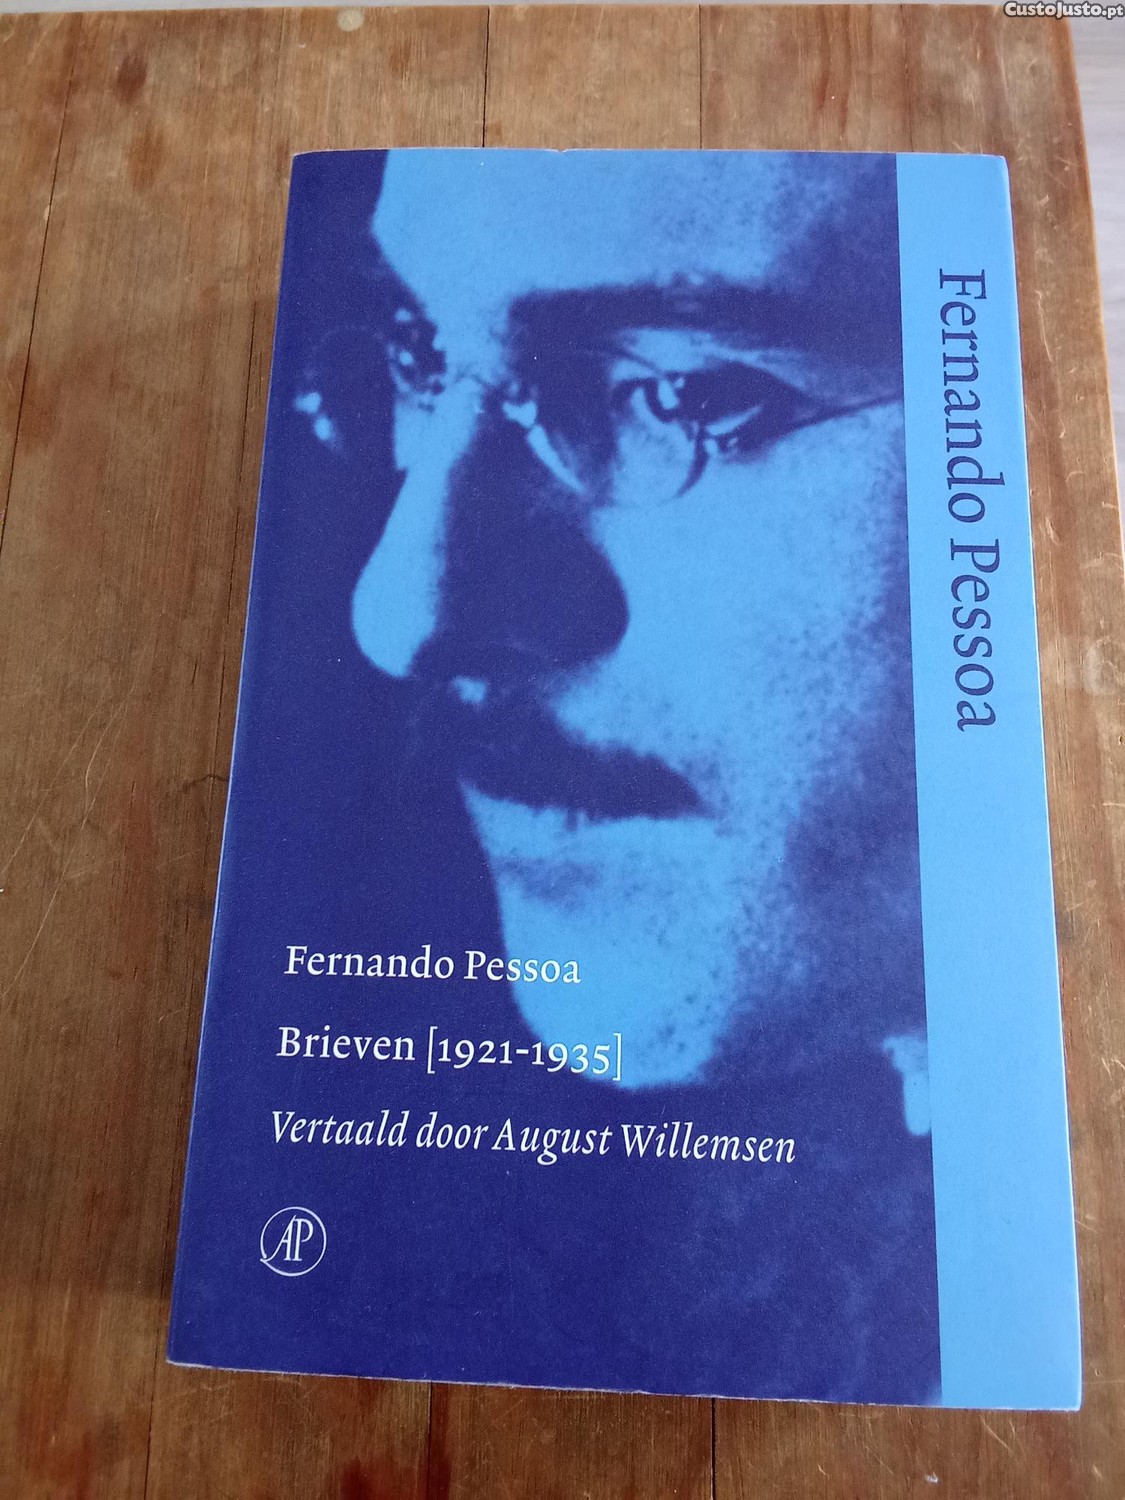 CustoJusto.pt
Fernando Pessoa
Fernando Pessoa
Brieven [1921-1935]
Vertaald door August Willemsen
AP